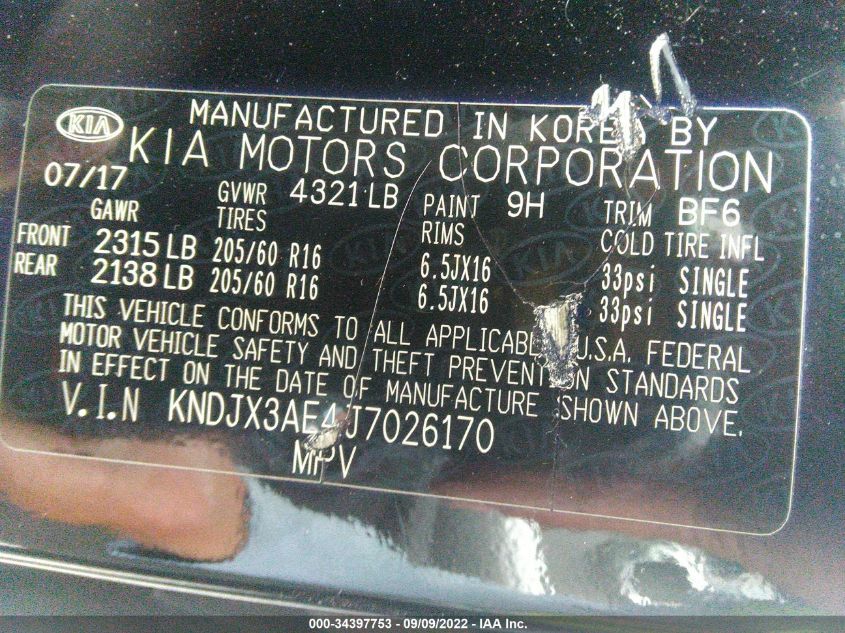 KIA
MANUFACTURED IN KOREA BY
KIA MOTORS CORPORATION
07/17 GVWR 4321 LB PAINT 9H TRIM BF6
GAWR TIRES RIMS COLD TIRE INFL
FRONT 2315 LB 205/60 R16 6.5JX16 33psi SINGLE
REAR 2138 LB 205/60 R16 6.5JX16 33psi SINGLE
THIS VEHICLE CONFORMS TO ALL APPLICABLE U.S.A. FEDERAL
MOTOR VEHICLE SAFETY AND THEFT PREVENTION STANDARDS
IN EFFECT ON THE DATE OF MANUFACTURE SHOWN ABOVE.
V.I.N KNDJX3AE4J7026170
MPV
000-34397753 - 09/09/2022 - IAA Inc.